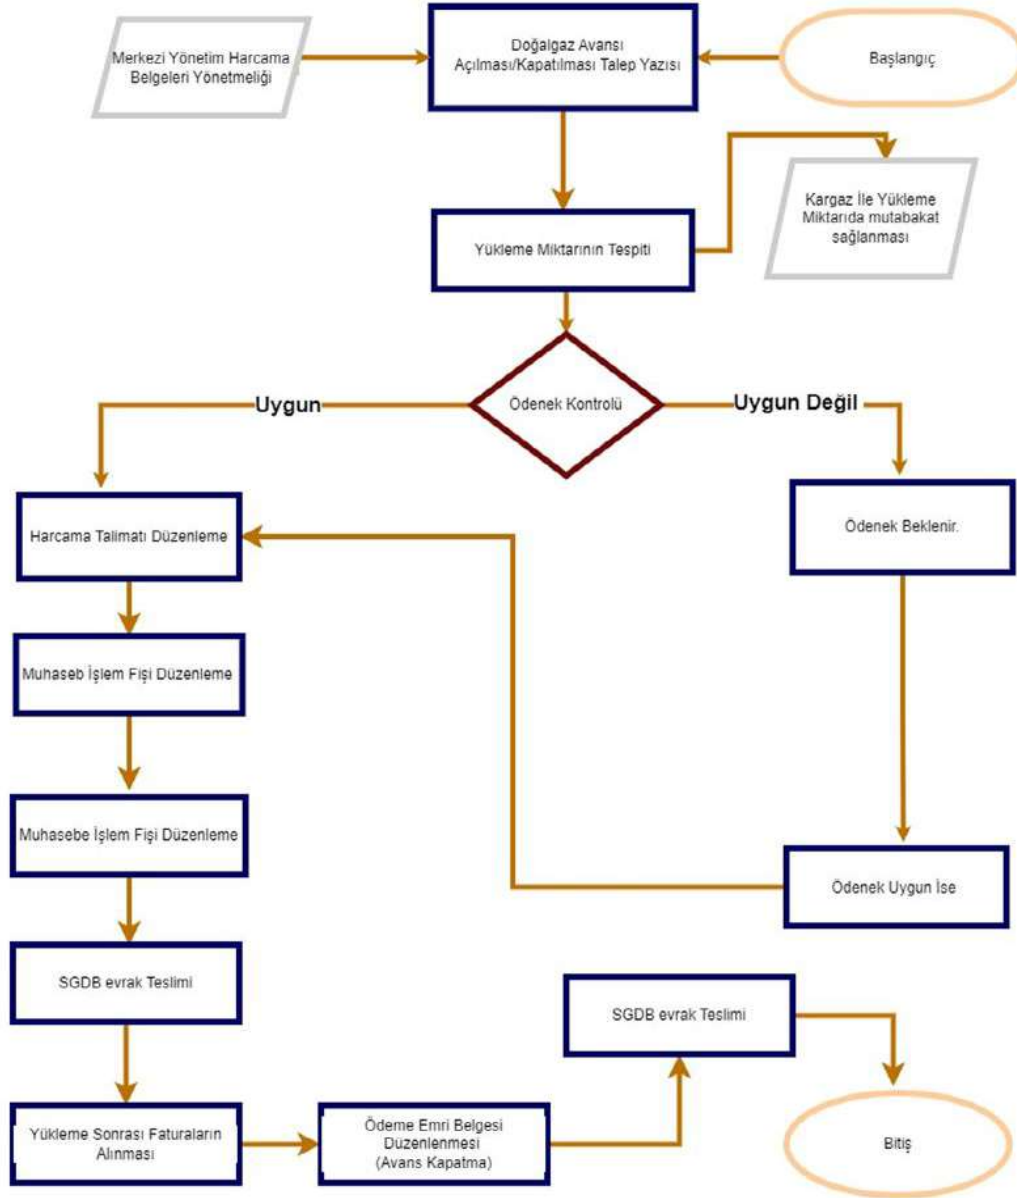 Merkezi Yönetim Harcama
Belgeleri Yönetmeliği
Doğalgaz Avansı
Açılması/Kapatılması Talep Yazısı
Başlangıç
Yükleme Miktarının Tespiti
Kargaz İle Yükleme
Miktarıda mutabakat
sağlanması
Ödenek Kontrolü
Uygun
Uygun Değil
Harcama Talimatı Düzenleme
Ödenek Beklenir.
Muhaseb İşlem Fişi Düzenleme
Muhasebe İşlem Fişi Düzenleme
Ödenek Uygun İse
SGDB evrak Teslimi
SGDB evrak Teslimi
Yükleme Sonrası Faturaların
Alınması
Ödeme Emri Belgesi
Düzenlenmesi
(Avans Kapatma)
Bitiş